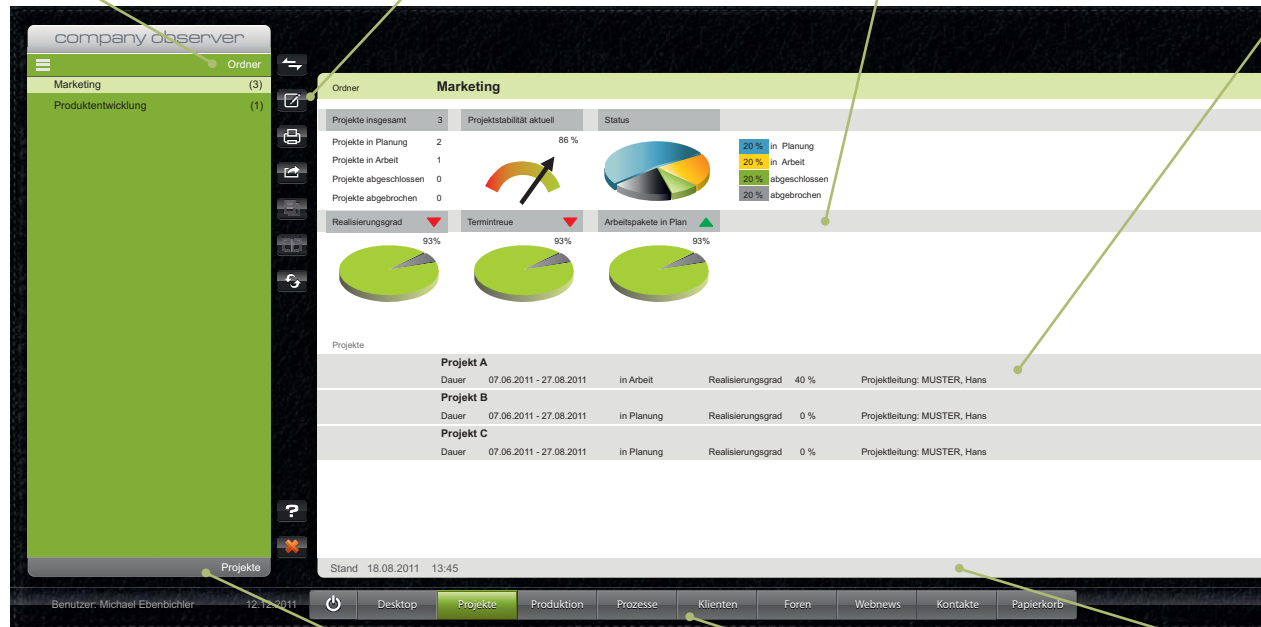 company observer
Ordner
Marketing (3)
Produktentwicklung (1)
Projekte
Ordner Marketing
Projekte insgesamt 3 Projektstabilität aktuell Status
Projekte in Planung 2
Projekte in Arbeit 1
Projekte abgeschlossen 0
Projekte abgebrochen 0
86 %
20 % in Planung
20 % in Arbeit
20 % abgeschlossen
20 % abgebrochen
Realisierungsgrad Termintreue Arbeitspakete in Plan
93% 93% 93%
Projekte
Projekt A
Dauer 07.06.2011 - 27.08.2011 in Arbeit Realisierungsgrad 40 % Projektleitung: MUSTER, Hans
Projekt B
Dauer 07.06.2011 - 27.08.2011 in Planung Realisierungsgrad 0 % Projektleitung: MUSTER, Hans
Projekt C
Dauer 07.06.2011 - 27.08.2011 in Planung Realisierungsgrad 0 % Projektleitung: MUSTER, Hans
?
Stand 18.08.2011 13:45
Benutzer: Michael Ebenbichler 12.12.2011 Desktop Projekte Produktion Prozesse Klienten Foren Webnews Kontakte Papierkorb